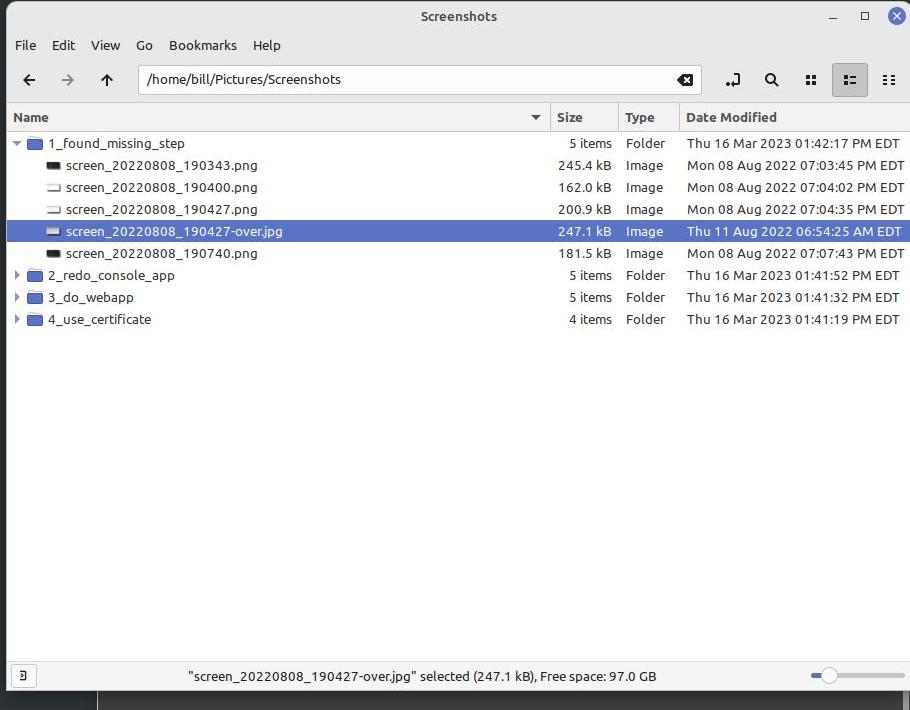 Screenshots
File Edit View Go Bookmarks Help
/home/bill/Pictures/Screenshots
Name Size Type Date Modified
1_found_missing_step 5 items Folder Thu 16 Mar 2023 01:42:17 PM EDT
screen_20220808_190343.png 245.4 kB Image Mon 08 Aug 2022 07:03:45 PM EDT
screen_20220808_190400.png 162.0 kB Image Mon 08 Aug 2022 07:04:02 PM EDT
screen_20220808_190427.png 200.9 kB Image Mon 08 Aug 2022 07:04:35 PM EDT
screen_20220808_190427-over.jpg 247.1 kB Image Thu 11 Aug 2022 06:54:25 AM EDT
screen_20220808_190740.png 181.5 kB Image Mon 08 Aug 2022 07:07:43 PM EDT
2_redo_console_app 5 items Folder Thu 16 Mar 2023 01:41:52 PM EDT
3_do_webapp 5 items Folder Thu 16 Mar 2023 01:41:32 PM EDT
4_use_certificate 4 items Folder Thu 16 Mar 2023 01:41:19 PM EDT
"screen_20220808_190427-over.jpg" selected (247.1 kB), Free space: 97.0 GB